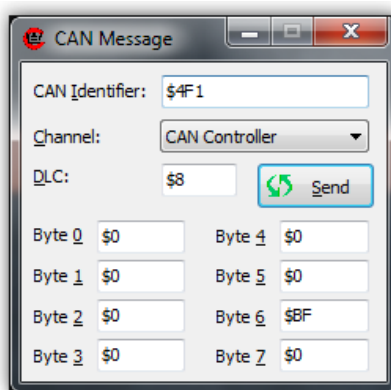 CAN Message
CAN Identifier: $4F1
Channel: CAN Controller
DLC: $8 Send
Byte 0 $0 Byte 4 $0
Byte 1 $0 Byte 5 $0
Byte 2 $0 Byte 6 $BF
Byte 3 $0 Byte 7 $0